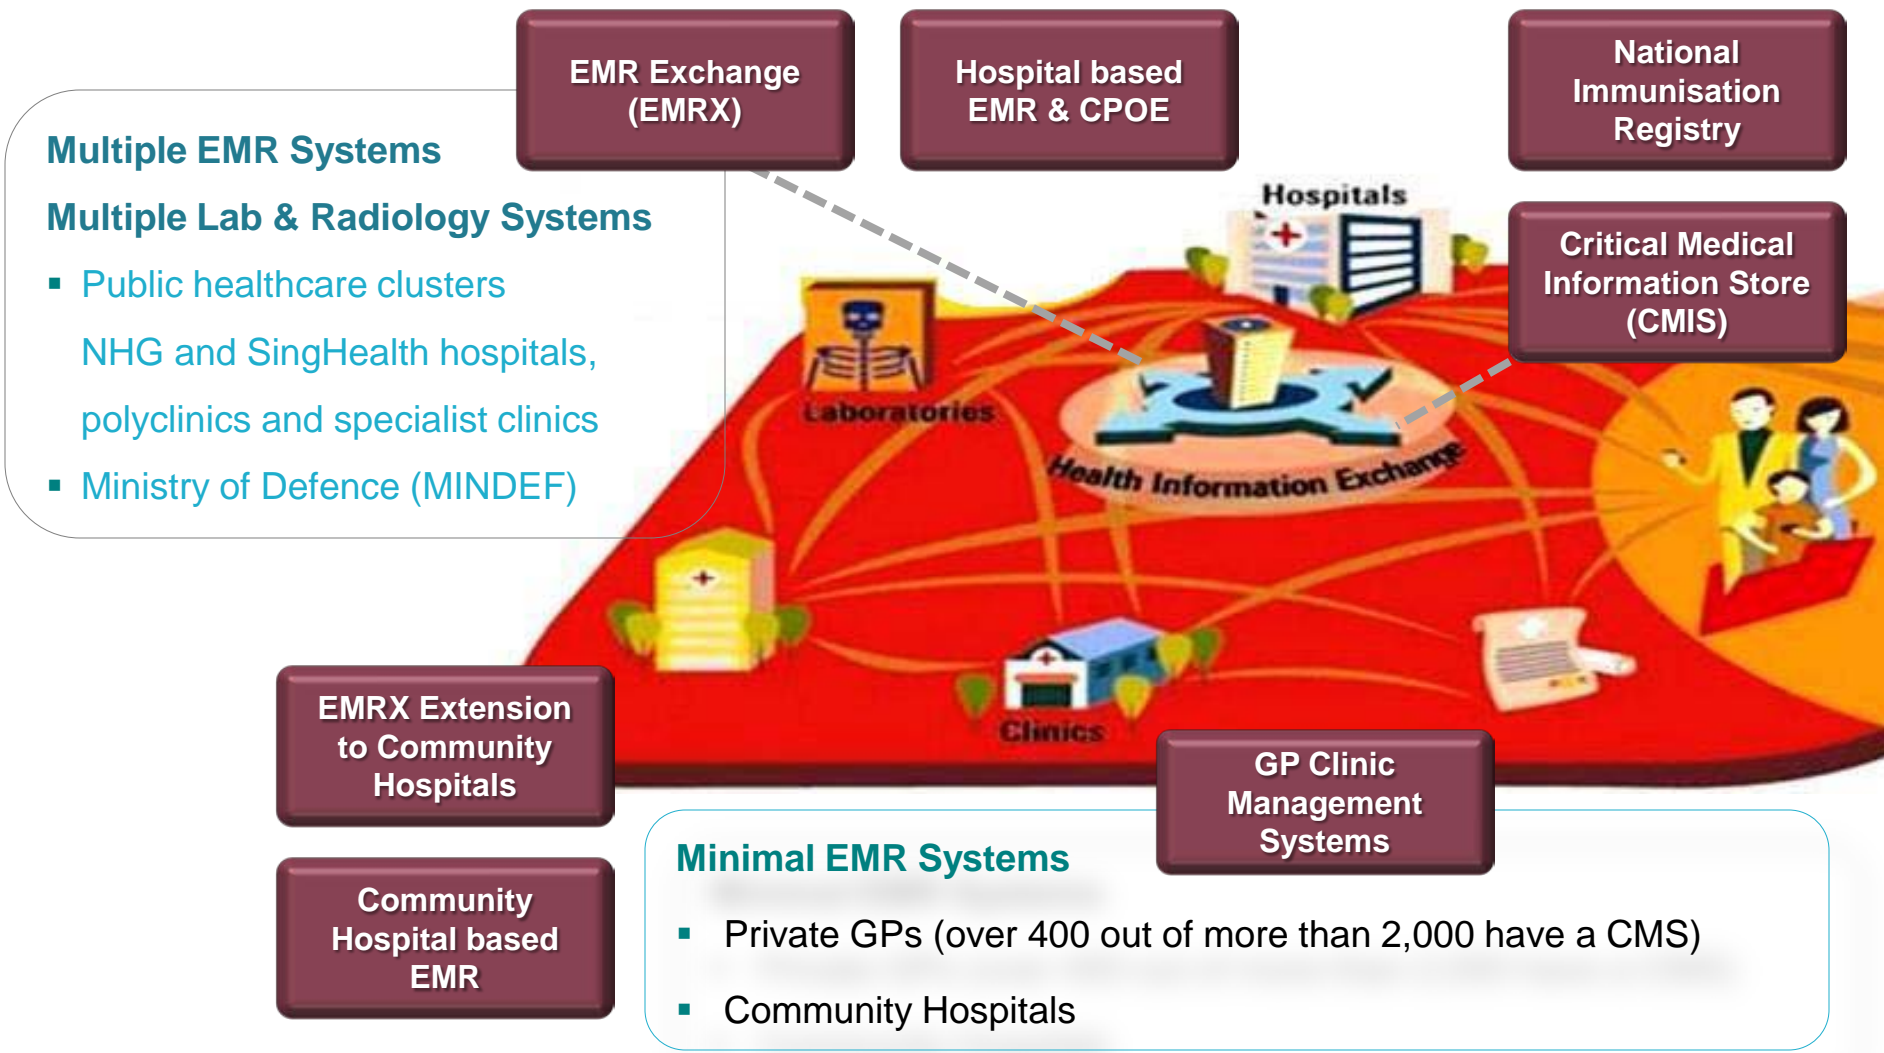 EMR Exchange
(EMRX)
Hospital based
EMR & CPOE
National
Immunisation
Registry
Multiple EMR Systems
Multiple Lab & Radiology Systems
▪ Public healthcare clusters
NHG and SingHealth hospitals,
polyclinics and specialist clinics
▪ Ministry of Defence (MINDEF)
Hospitals
Critical Medical
Information Store
(CMIS)
Laboratories
Health Information Exchange
Clinics
EMRX Extension
to Community
Hospitals
GP Clinic
Management
Systems
Community
Hospital based
EMR
Minimal EMR Systems
▪ Private GPs (over 400 out of more than 2,000 have a CMS)
▪ Community Hospitals